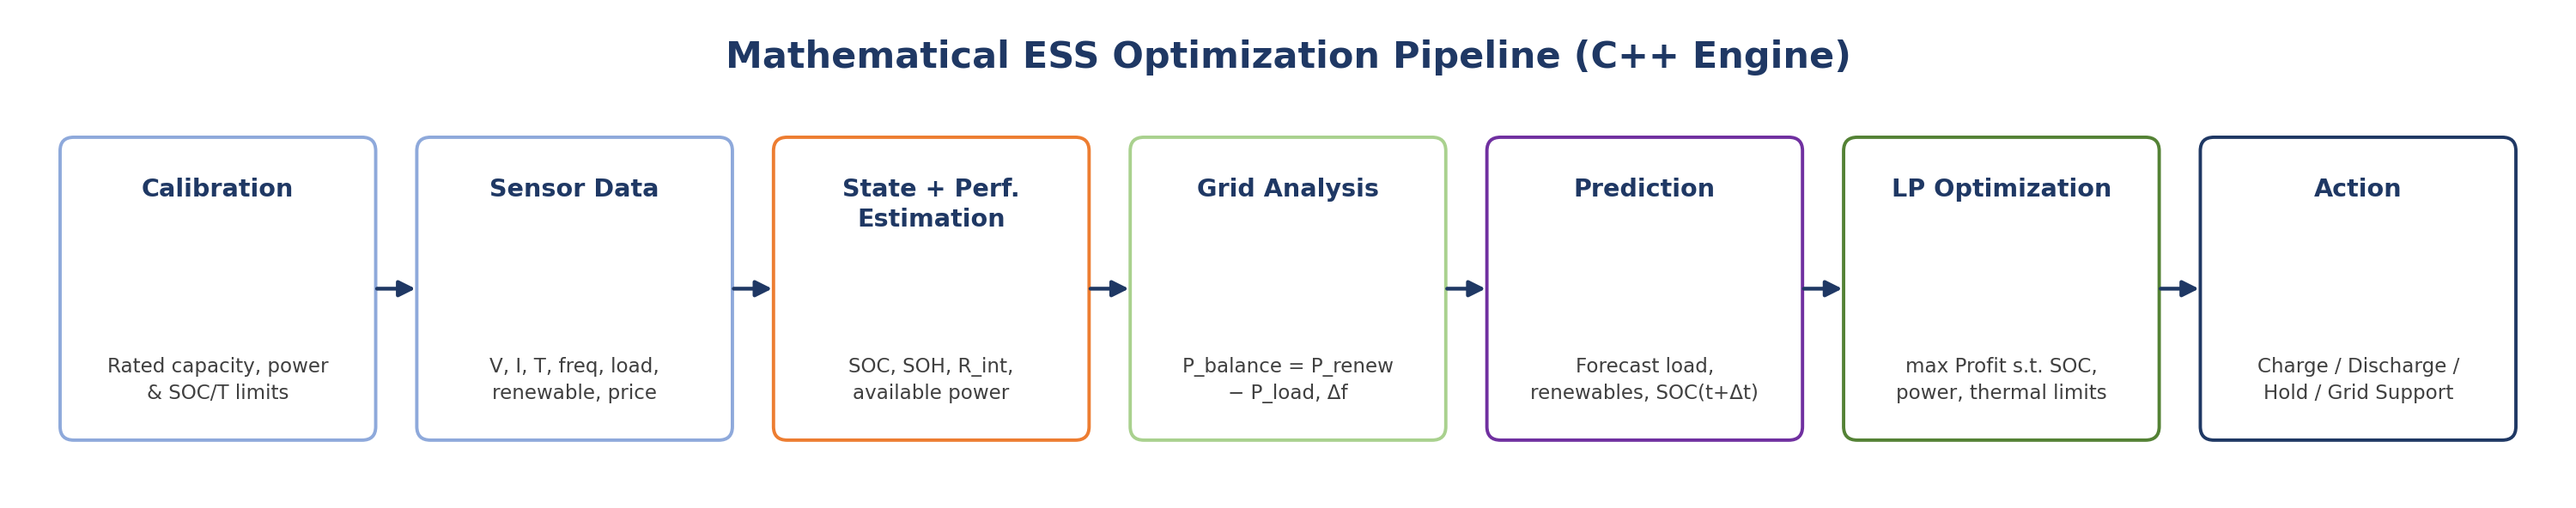 Mathematical ESS Optimization Pipeline (C++ Engine)
Calibration
Rated capacity, power
& SOC/T limits
Sensor Data
V, I, T, freq, load,
renewable, price
State + Perf.
Estimation
SOC, SOH, R_int,
available power
Grid Analysis
P_balance = P_renew
− P_load, Δf
Prediction
Forecast load,
renewables, SOC(t+Δt)
LP Optimization
max Profit s.t. SOC,
power, thermal limits
Action
Charge / Discharge /
Hold / Grid Support